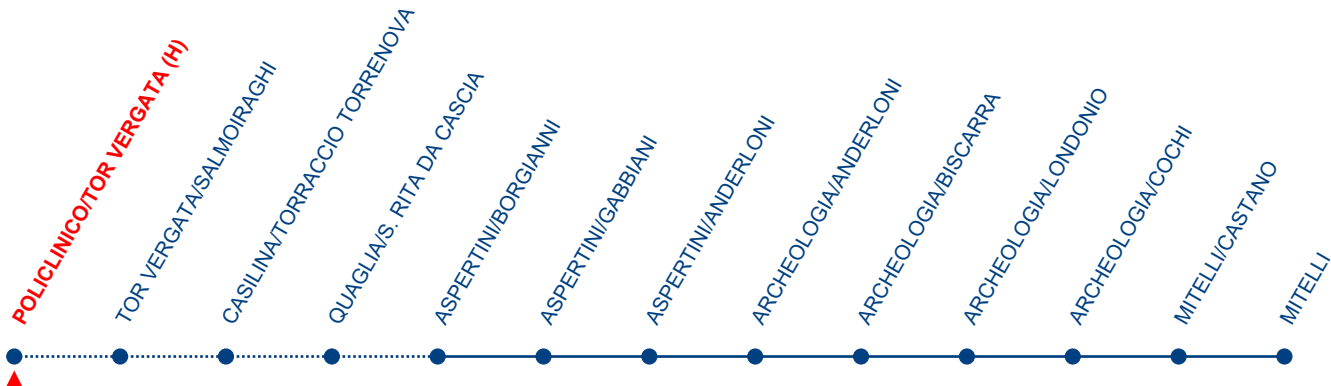 POLICLINICO/TOR VERGATA (H)
TOR VERGATA/SALMOIRAGHI
CASILINA/TORRACCIO TORRENOVA
QUAGLIA/S. RITA DA CASCIA
ASPERTINI/BORGIANNI
ASPERTINI/GABBIANI
ASPERTINI/ANDERLONI
ARCHEOLOGIA/ANDERLONI
ARCHEOLOGIA/BISCARRA
ARCHEOLOGIA/LONDONIO
ARCHEOLOGIA/COCHI
MITELLI/CASTANO
MITELLI